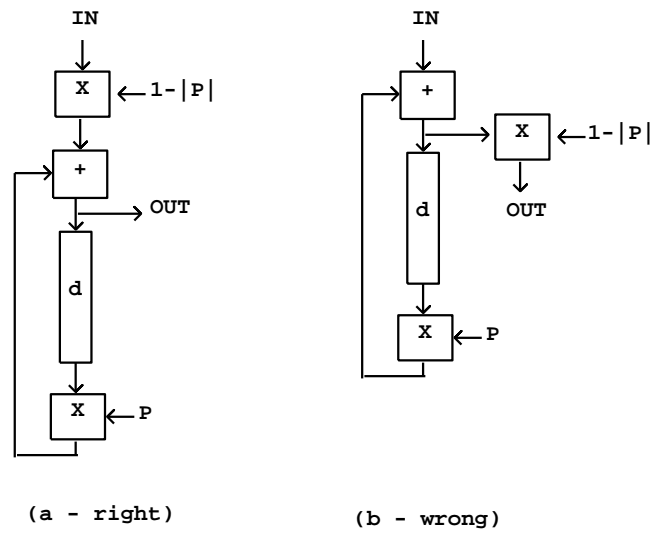 IN
X
1-|P|
+
OUT
d
X
P
(a - right)
IN
+
X
1-|P|
d
OUT
X
P
(b - wrong)